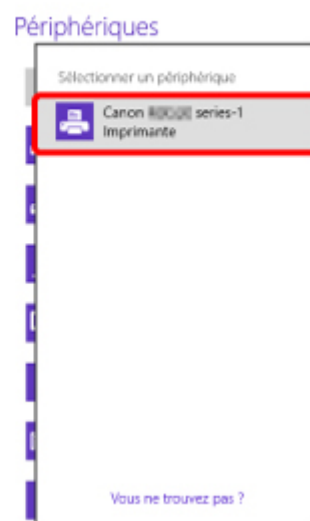 Périphériques
Sélectionner un périphérique
Canon series-1
Imprimante
Vous ne trouvez pas ?